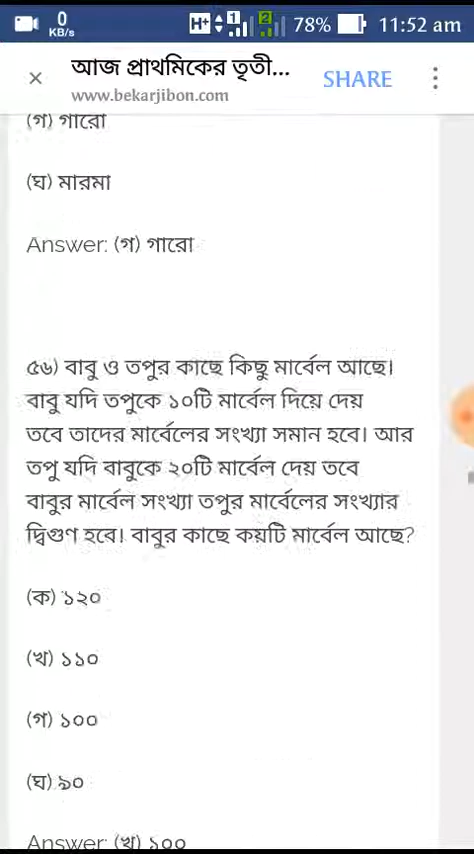 0
KB/s
H+ 1 2 78% 11:52 am
আজ প্রাথমিকের তৃতী...
www.bekarjibon.com
SHARE
(গ) গারো
(ঘ) মারমা
Answer: (গ) গারো
৫৬) বাবু ও তপুর কাছে কিছু মার্বেল আছে।
বাবু যদি তপুকে ১০টি মার্বেল দিয়ে দেয়
তবে তাদের মার্বেলের সংখ্যা সমান হবে। আর
তপু যদি বাবুকে ২০টি মার্বেল দেয় তবে
বাবুর মার্বেল সংখ্যা তপুর মার্বেলের সংখ্যার
দ্বিগুণ হবে। বাবুর কাছে কয়টি মার্বেল আছে?
(ক) ১২০
(খ) ১১০
(গ) ১০০
(ঘ) ৯০
Answer: (খ) ১০০